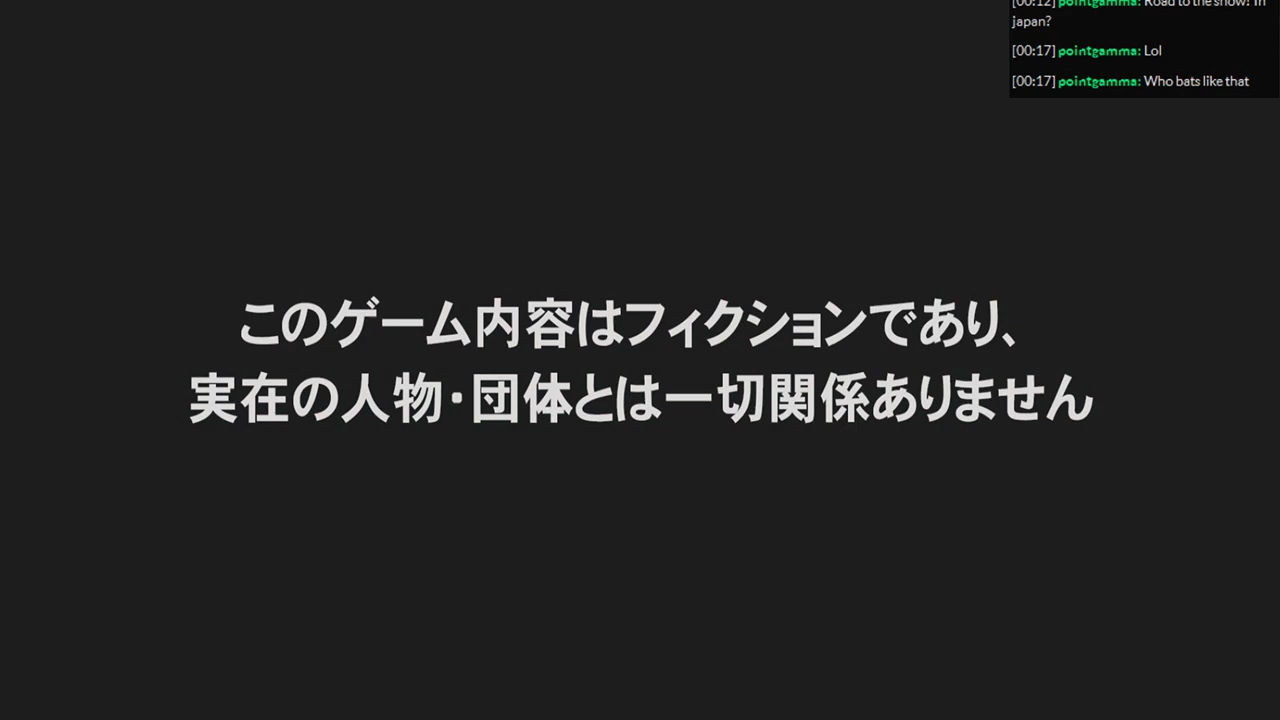 [00:12] pointgamma: Road to the show? In
japan?
[00:17] pointgamma: Lol
[00:17] pointgamma: Who bats like that
このゲーム内容はフィクションであり、
実在の人物・団体とは一切関係ありません